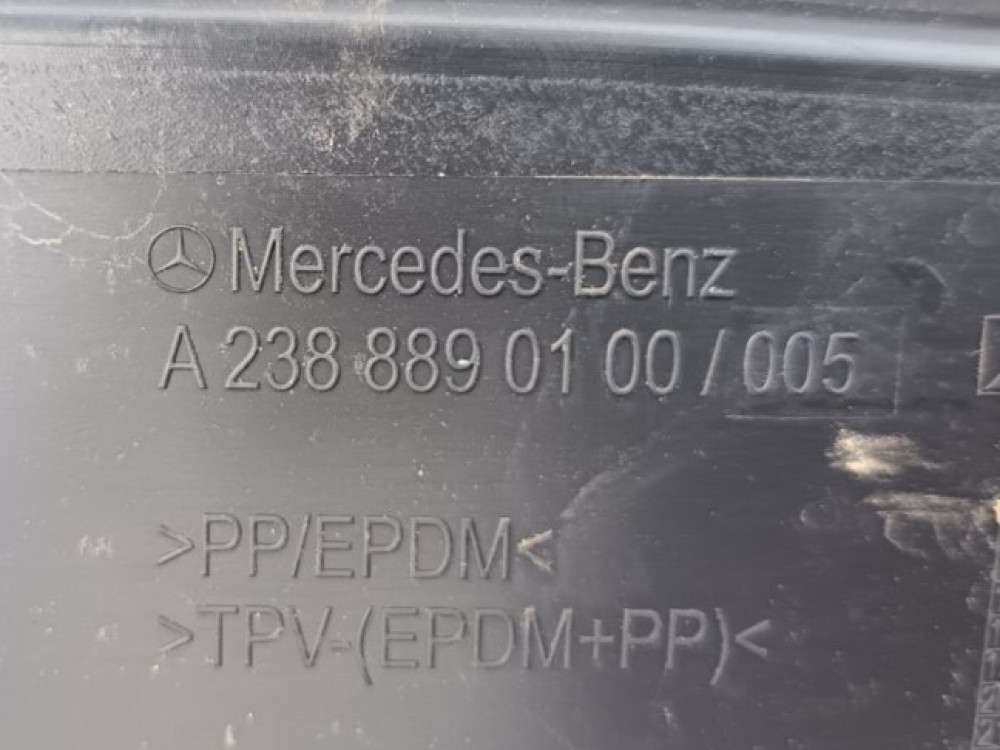 Mercedes-Benz
A 238 889 01 00 / 005
>PP/EPDM<
>TPV-(EPDM+PP)<